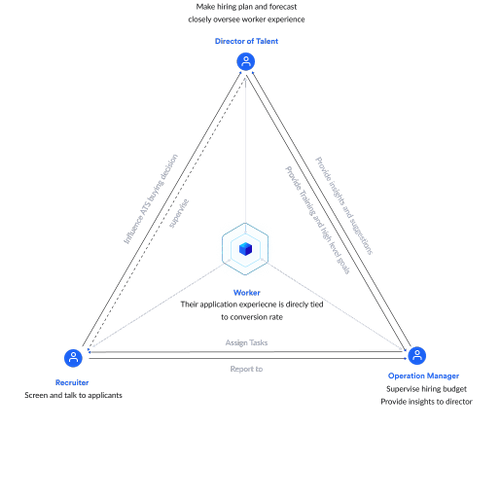 Make hiring plan and forecast
closely oversee worker experience
Director of Talent
Influence ATS buying decision
supervise
Provide insights and suggestions
Provide Training and high level goals
Worker
Their application experiecne is direcly tied
to conversion rate
Assign Tasks
Report to
Recruiter
Screen and talk to applicants
Operation Manager
Supervise hiring budget
Provide insights to director